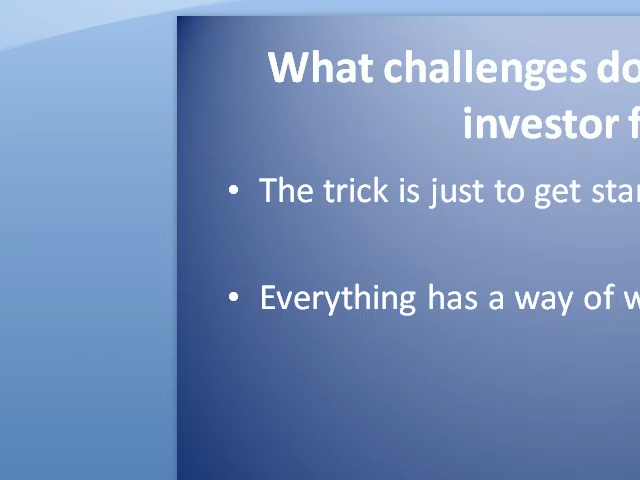 What challenges do
investor
• The trick is just to get
• Everything has a way of